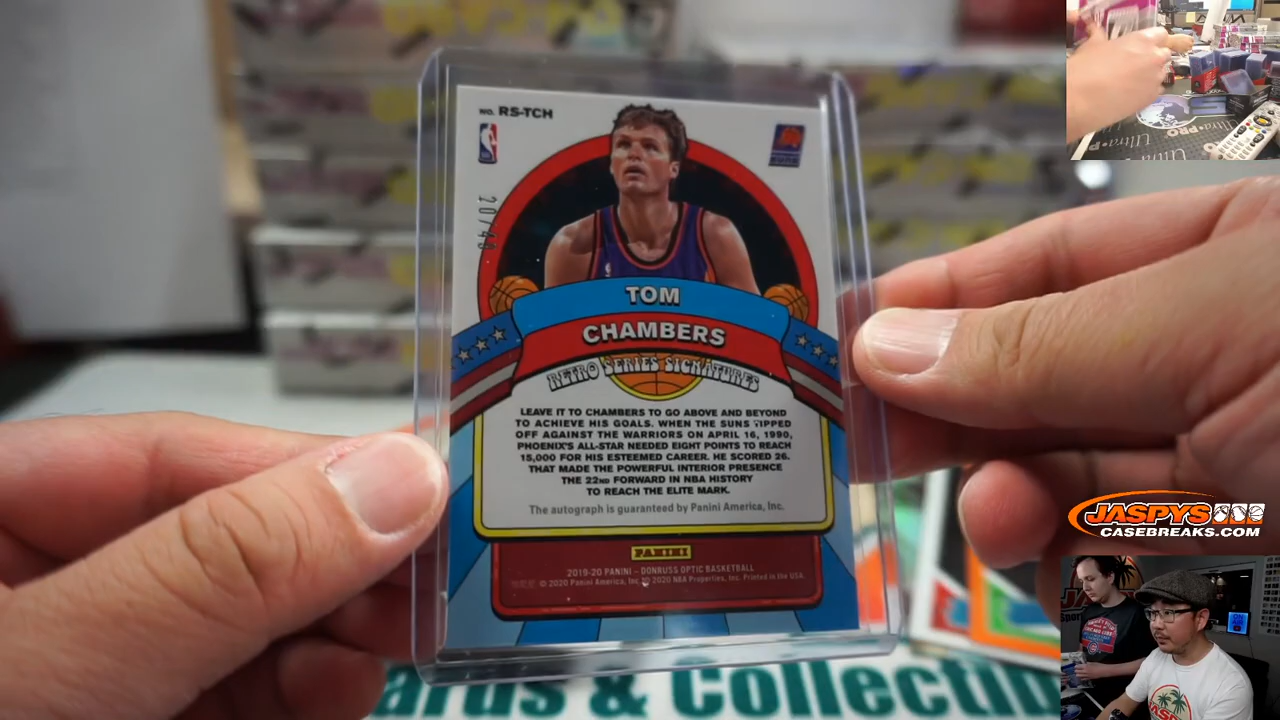 NO. RS-TCH
SUNS
20/49
TOM
CHAMBERS
RETRO SERIES SIGNATURES
LEAVE IT TO CHAMBERS TO GO ABOVE AND BEYOND
TO ACHIEVE HIS GOALS. WHEN THE SUNS TIPPED
OFF AGAINST THE WARRIORS ON APRIL 16, 1990,
PHOENIX'S ALL-STAR NEEDED EIGHT POINTS TO REACH
15,000 FOR HIS ESTEEMED CAREER. HE SCORED 26.
THAT MADE THE POWERFUL INTERIOR PRESENCE
THE 22ND FORWARD IN NBA HISTORY
TO REACH THE ELITE MARK.
The autograph is guaranteed by Panini America, Inc.
PANINI
2019-20 PANINI – DONRUSS OPTIC BASKETBALL
© 2020 Panini America, Inc. © 2020 NBA Properties, Inc. Printed in the USA.
ards & Collectib
JASPYS
CASEBREAKS.COM